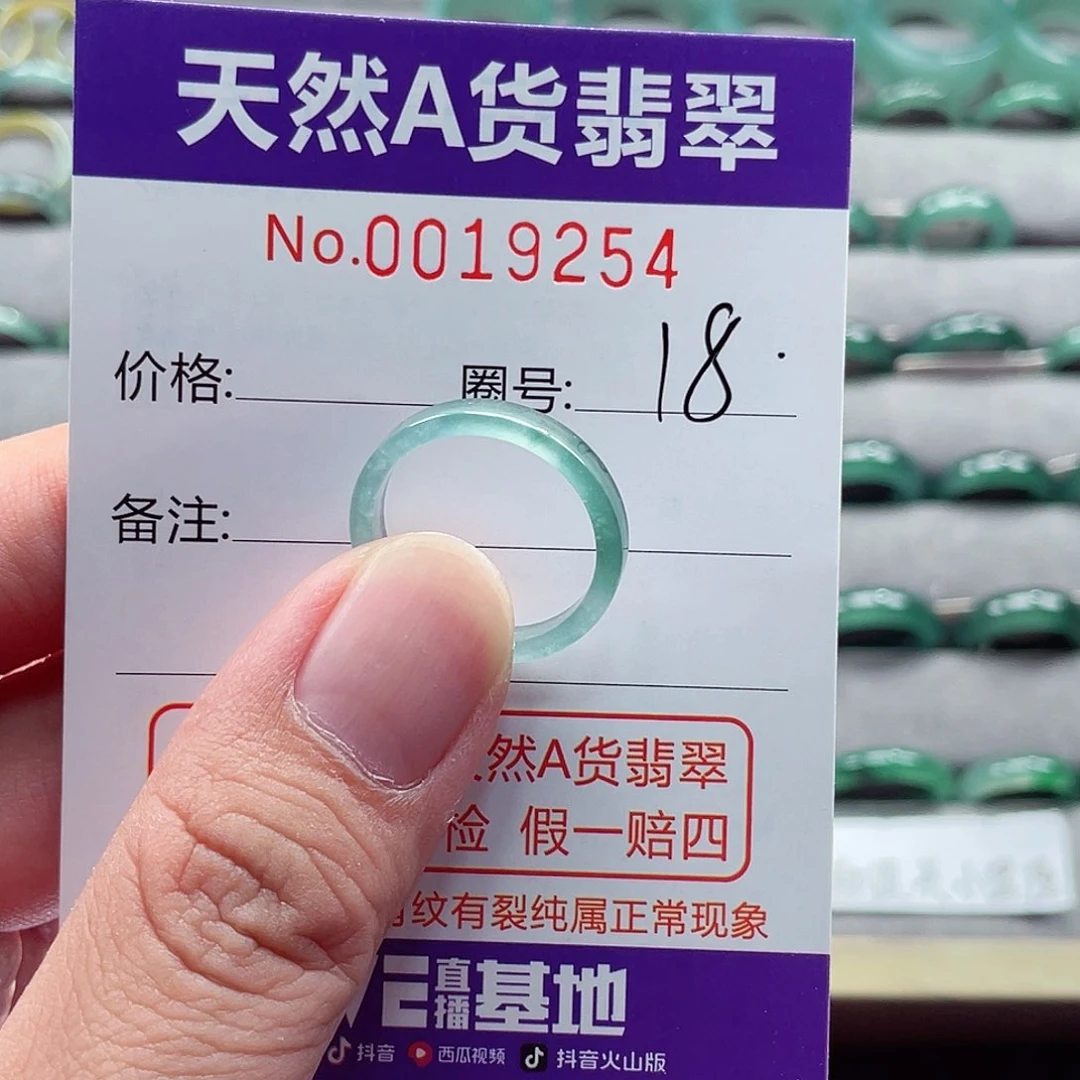 天然A货翡翠
No.0019254
价格: 圈号: 18.
备注:
然A货翡翠
检 假一赔四
纹有裂纯属正常现象
直播基地
抖音 西瓜视频 抖音火山版